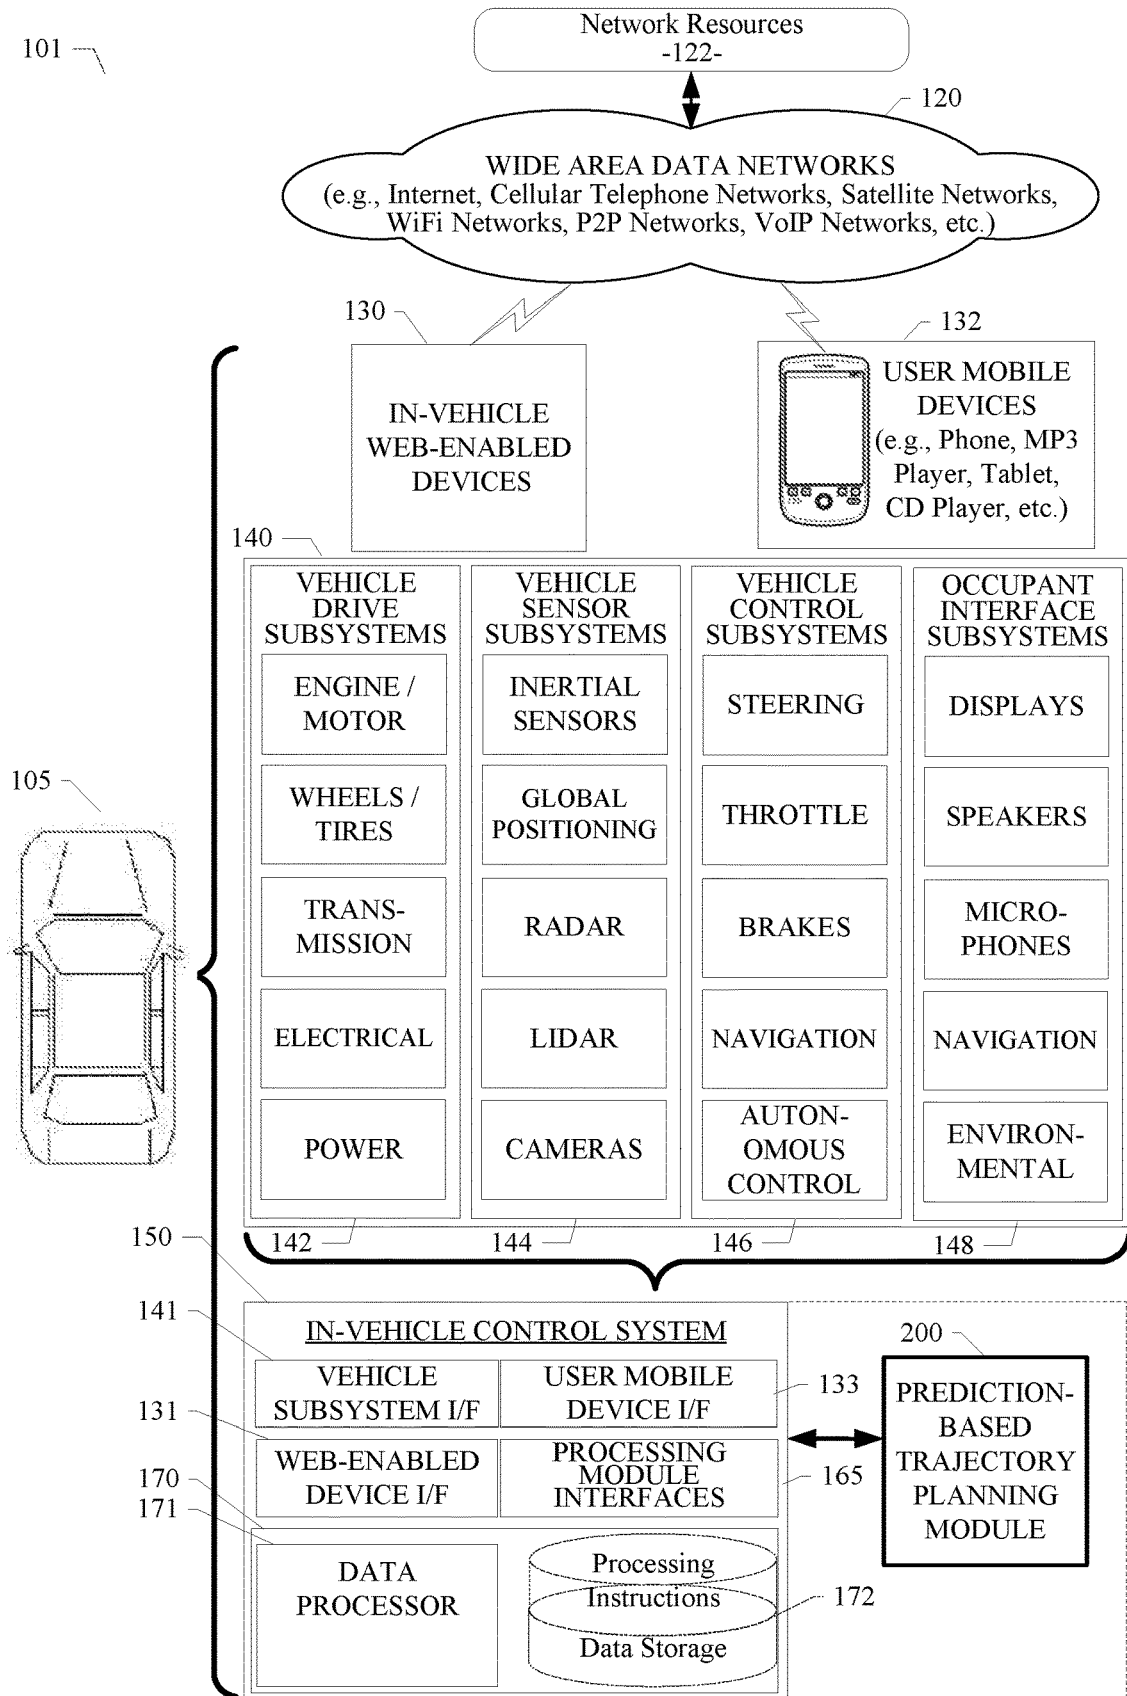 101
Network Resources
-122-
120
WIDE AREA DATA NETWORKS
(e.g., Internet, Cellular Telephone Networks, Satellite Networks,
WiFi Networks, P2P Networks, VoIP Networks, etc.)
130
132
IN-VEHICLE
WEB-ENABLED
DEVICES
USER MOBILE
DEVICES
(e.g., Phone, MP3
Player, Tablet,
CD Player, etc.)
140
VEHICLE
DRIVE
SUBSYSTEMS
ENGINE /
MOTOR
WHEELS /
TIRES
TRANS-
MISSION
ELECTRICAL
POWER
142
VEHICLE
SENSOR
SUBSYSTEMS
INERTIAL
SENSORS
GLOBAL
POSITIONING
RADAR
LIDAR
CAMERAS
144
VEHICLE
CONTROL
SUBSYSTEMS
STEERING
THROTTLE
BRAKES
NAVIGATION
AUTON-
OMOUS
CONTROL
146
OCCUPANT
INTERFACE
SUBSYSTEMS
DISPLAYS
SPEAKERS
MICRO-
PHONES
NAVIGATION
ENVIRON-
MENTAL
148
105
150
IN-VEHICLE CONTROL SYSTEM
141
VEHICLE
SUBSYSTEM I/F
USER MOBILE
DEVICE I/F
133
131
WEB-ENABLED
DEVICE I/F
PROCESSING
MODULE
INTERFACES
165
170
171
DATA
PROCESSOR
Processing
Instructions
Data Storage
172
200
PREDICTION-
BASED
TRAJECTORY
PLANNING
MODULE